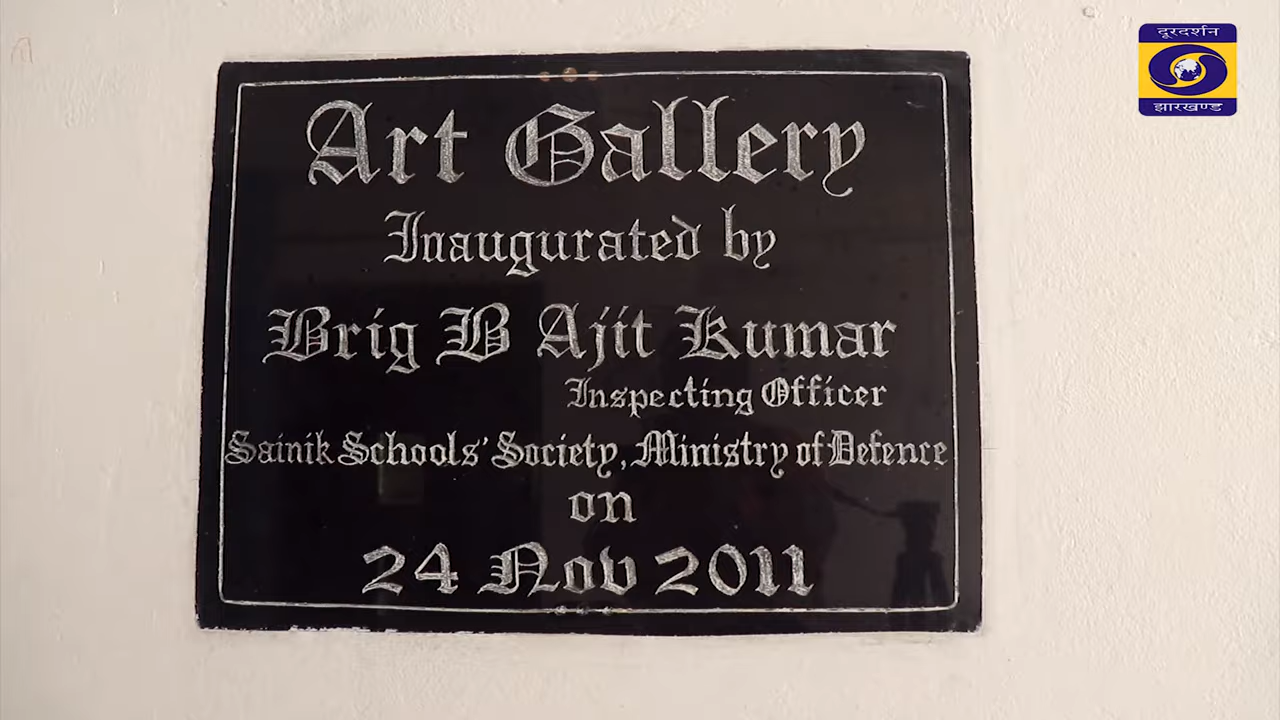 Art Gallery
Inaugurated by
Brig B Ajit Kumar
Inspecting Officer
Sainik Schools' Society, Ministry of Defence
on
24 Nov 2011
दूरदर्शन
झारखण्ड